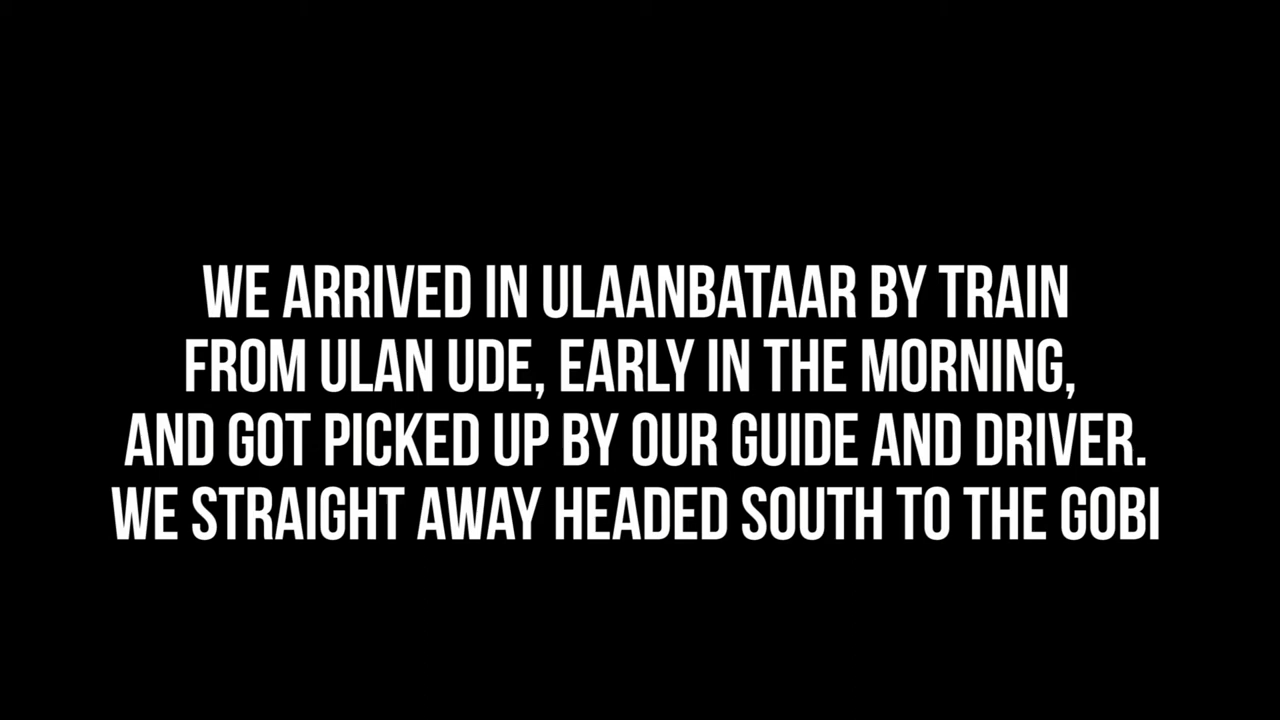 WE ARRIVED IN ULAANBATAAR BY TRAIN
FROM ULAN UDE, EARLY IN THE MORNING,
AND GOT PICKED UP BY OUR GUIDE AND DRIVER.
WE STRAIGHT AWAY HEADED SOUTH TO THE GOBI